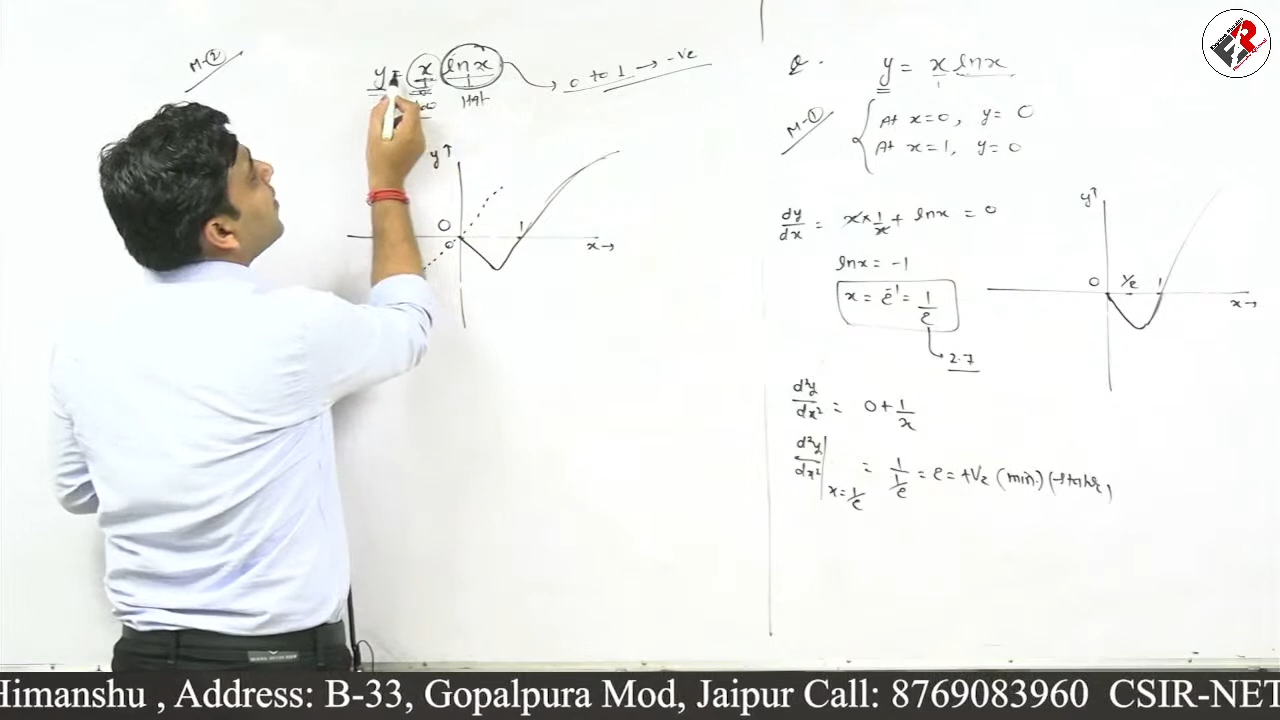 M-②
y = x ln x
0 to 1 → -ve
y↑
0
0
1
x→
Q.
y = x ln x
M-①
At x=0, y= 0
At x=1, y=0
dy/dx = x × 1/x + ln x = 0
ln x = -1
x = e⁻¹ = 1/e
2.7
y↑
0
1/e
1
x→
d²y/dx² = 0 + 1/x
d²y/dx²|x=1/e = 1/(1/e) = e = +ve (min.)
Himanshu , Address: B-33, Gopalpura Mod, Jaipur Call: 8769083960 CSIR-NET